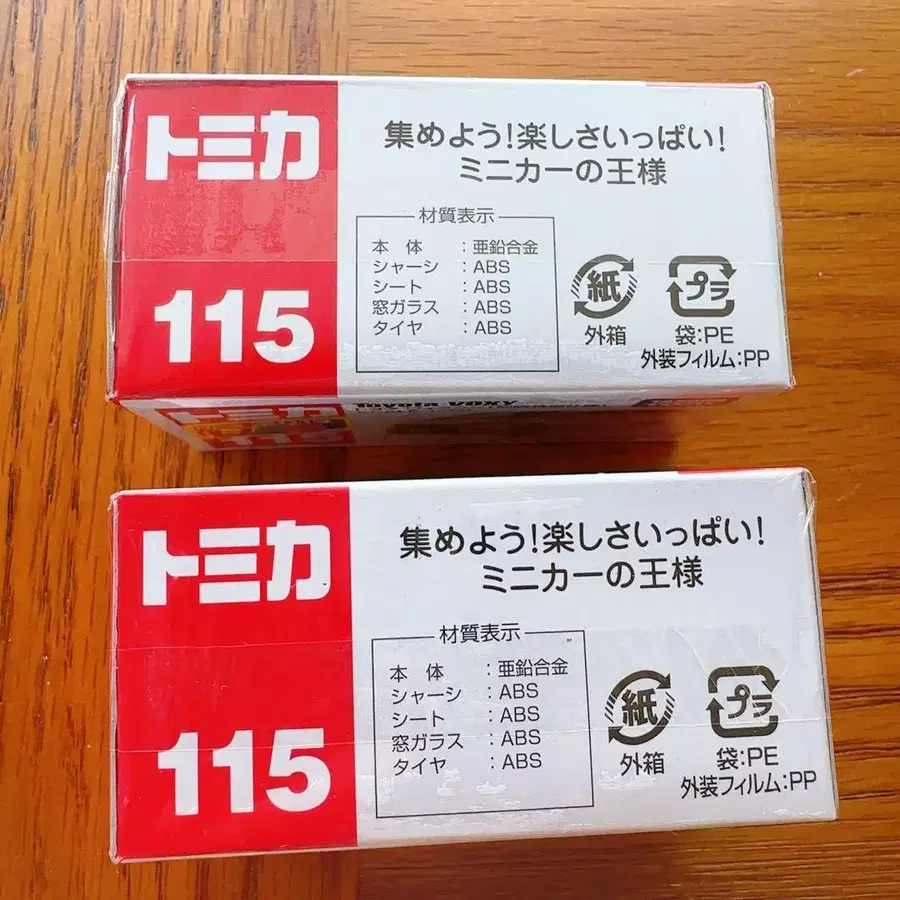 トミカ
115
集めよう!楽しさいっぱい!
ミニカーの王様
材質表示
本 体 :亜鉛合金
シャーシ :ABS
シート :ABS
窓ガラス :ABS
タイヤ :ABS
紙
外箱
プラ
袋:PE
外装フィルム:PP
トミカ
115
Toyota VOXY
トミカ
115
集めよう!楽しさいっぱい!
ミニカーの王様
材質表示
本 体 :亜鉛合金
シャーシ :ABS
シート :ABS
窓ガラス :ABS
タイヤ :ABS
紙
外箱
プラ
袋:PE
外装フィルム:PP